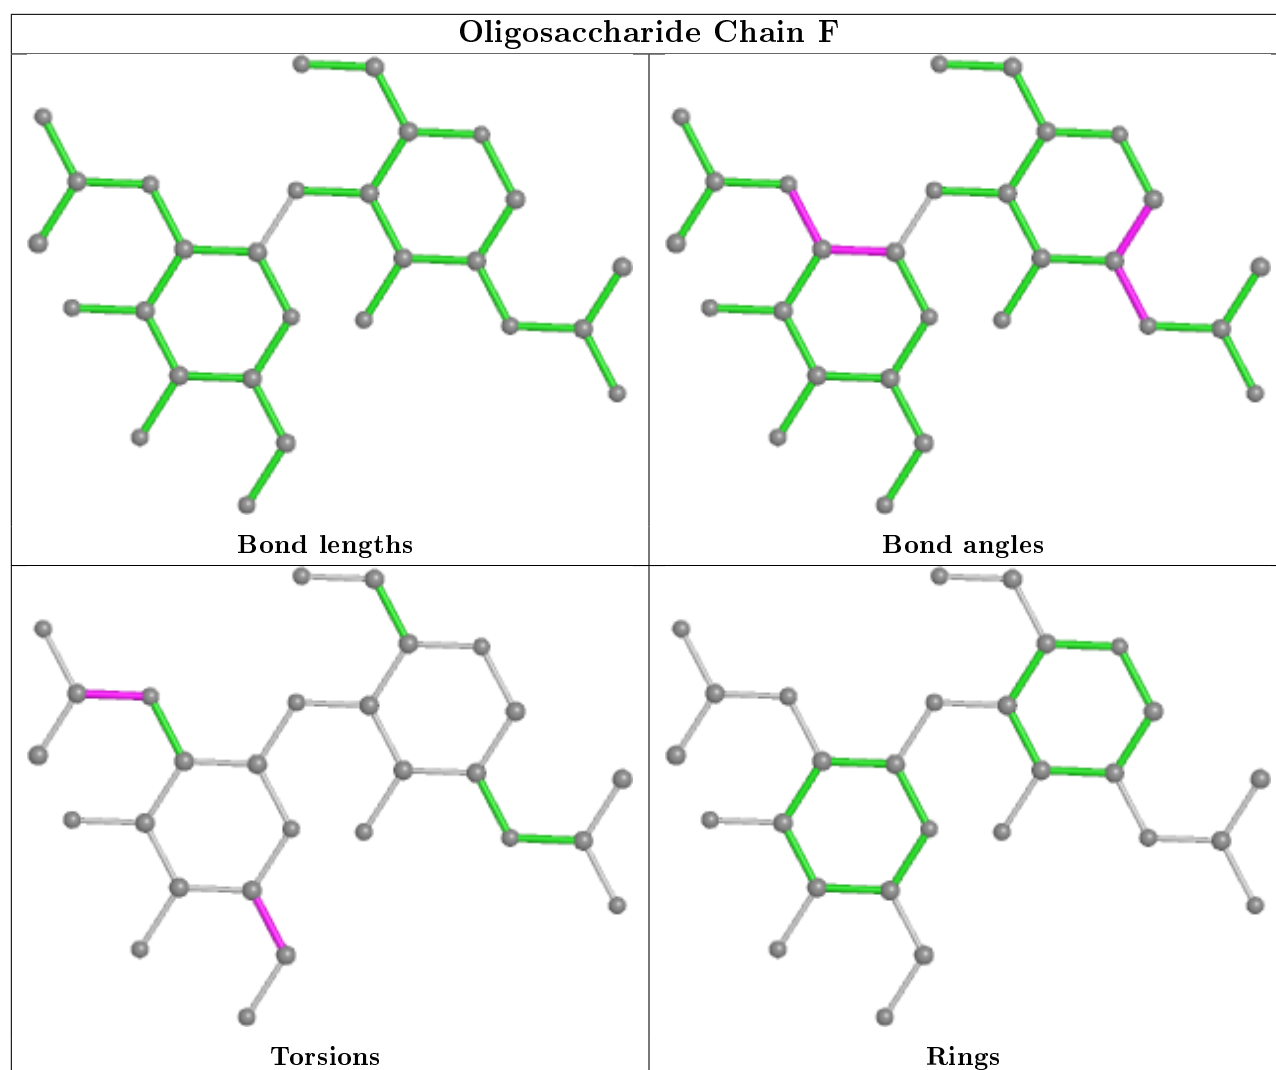 Oligosaccharide Chain F
Bond lengths
Bond angles
Torsions
Rings